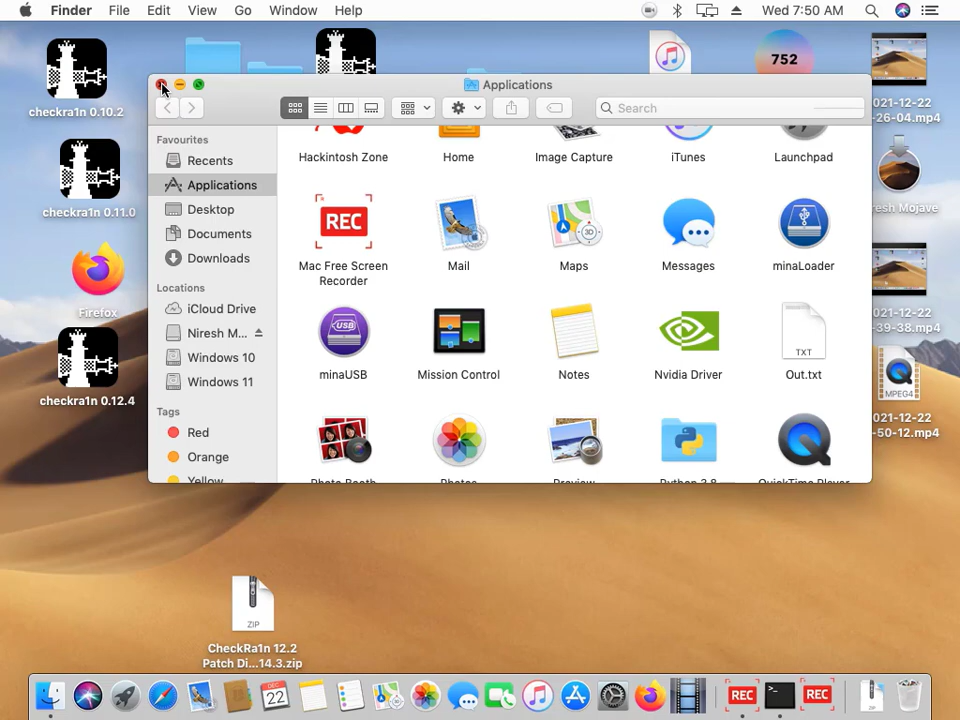 Finder File Edit View Go Window Help Wed 7:50 AM
752
checkra1n 0.10.2
checkra1n 0.11.0
Firefox
checkra1n 0.12.4
Applications
Search
Favourites
Recents
Applications
Desktop
Documents
Downloads
Locations
iCloud Drive
Niresh M...
Windows 10
Windows 11
Tags
Red
Orange
Yellow
Hackintosh Zone
Home
Image Capture
iTunes
Launchpad
REC
3D
Mac Free Screen
Recorder
Mail
Maps
Messages
minaLoader
USB
TXT
minaUSB
Mission Control
Notes
Nvidia Driver
Out.txt
Photo Booth
Photos
Preview
Python 3.8
QuickTime Player
021-12-22
-26-04.mp4
resh Mojave
021-12-22
-39-38.mp4
MPEG4
021-12-22
-50-12.mp4
ZIP
CheckRa1n 12.2
Patch Di...14.3.zip
DEC
22
REC
REC
ZIP